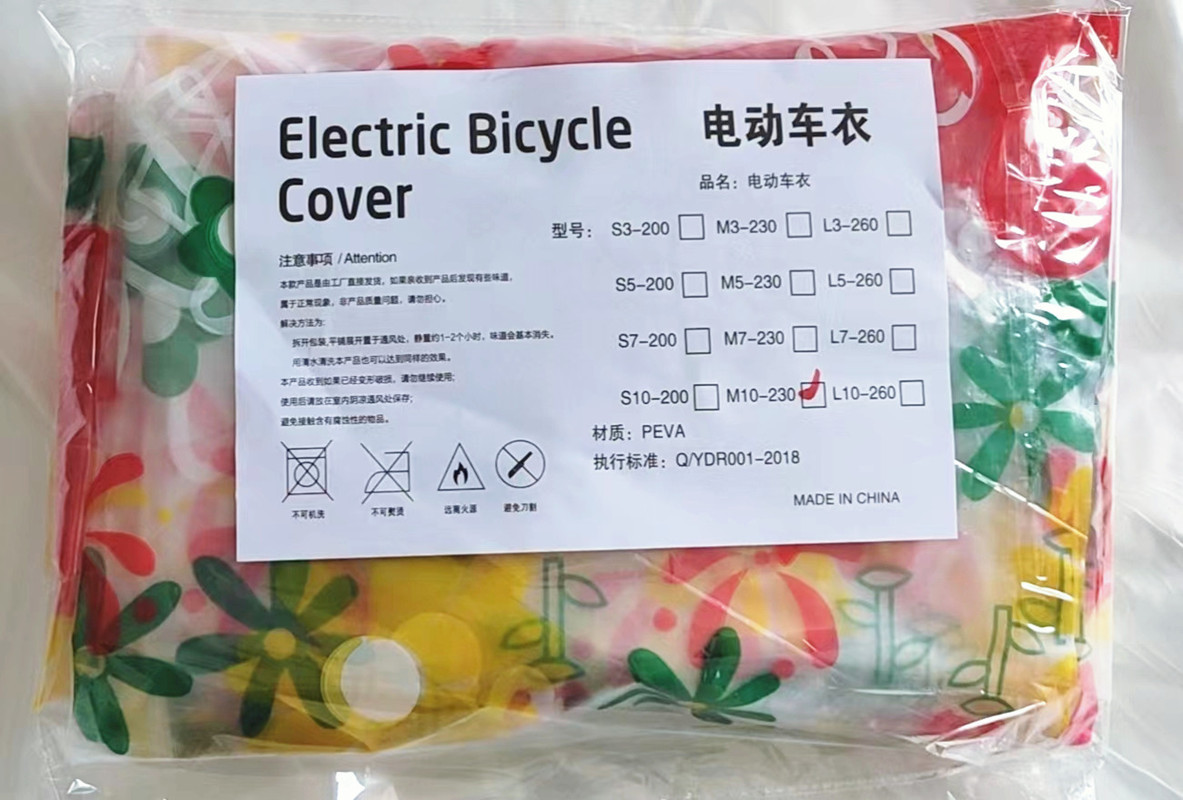 Electric Bicycle
Cover
电动车衣
品名：电动车衣
型号： S3-200 M3-230 L3-260
S5-200 M5-230 L5-260
S7-200 M7-230 L7-260
S10-200 M10-230 L10-260
材质：PEVA
执行标准：Q/YDR001-2018
MADE IN CHINA
注意事项 / Attention
本款产品是由工厂直接发货，如果亲收到产品后发现有些味道，
属于正常现象，非产品质量问题，请勿担心。
解决方法为:
拆开包装,平铺展开置于通风处，静置约1-2个小时，味道会基本消失。
用清水清洗本产品也可以达到同样的效果。
本产品收到如果已经变形破损，请勿继续使用;
使用后请放在室内阴凉通风处保存;
避免接触含有腐蚀性的物品。
不可机洗 不可熨烫 远离火源 避免刀割